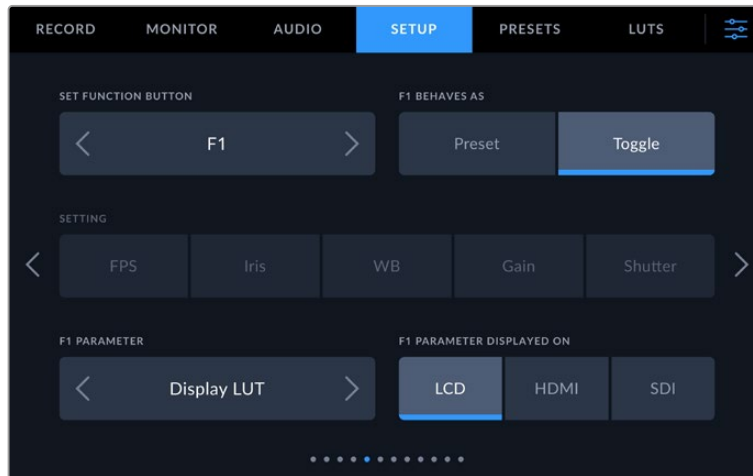 RECORD MONITOR AUDIO SETUP PRESETS LUTS
SET FUNCTION BUTTON F1 BEHAVES AS
F1 Preset Toggle
SETTING
FPS Iris WB Gain Shutter
F1 PARAMETER F1 PARAMETER DISPLAYED ON
Display LUT LCD HDMI SDI